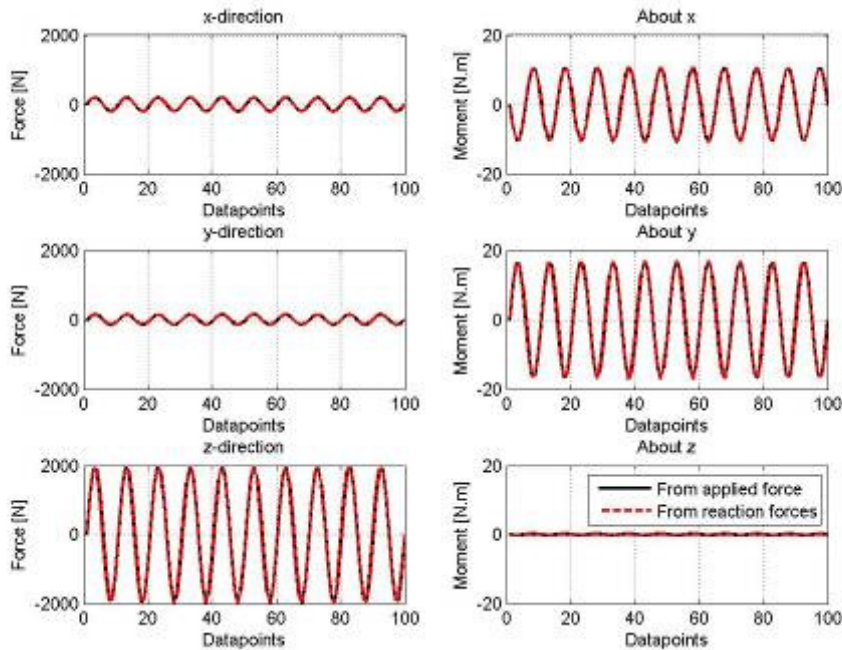 x-direction
Force [N]
2000
0
-2000
0 20 40 60 80 100
Datapoints
About x
Moment [N.m]
20
0
-20
0 20 40 60 80 100
Datapoints
y-direction
Force [N]
2000
0
-2000
0 20 40 60 80 100
Datapoints
About y
Moment [N.m]
20
0
-20
0 20 40 60 80 100
Datapoints
z-direction
Force [N]
2000
0
-2000
0 20 40 60 80 100
Datapoints
About z
Moment [N.m]
20
0
-20
From applied force
From reaction forces
0 20 40 60 80 100
Datapoints